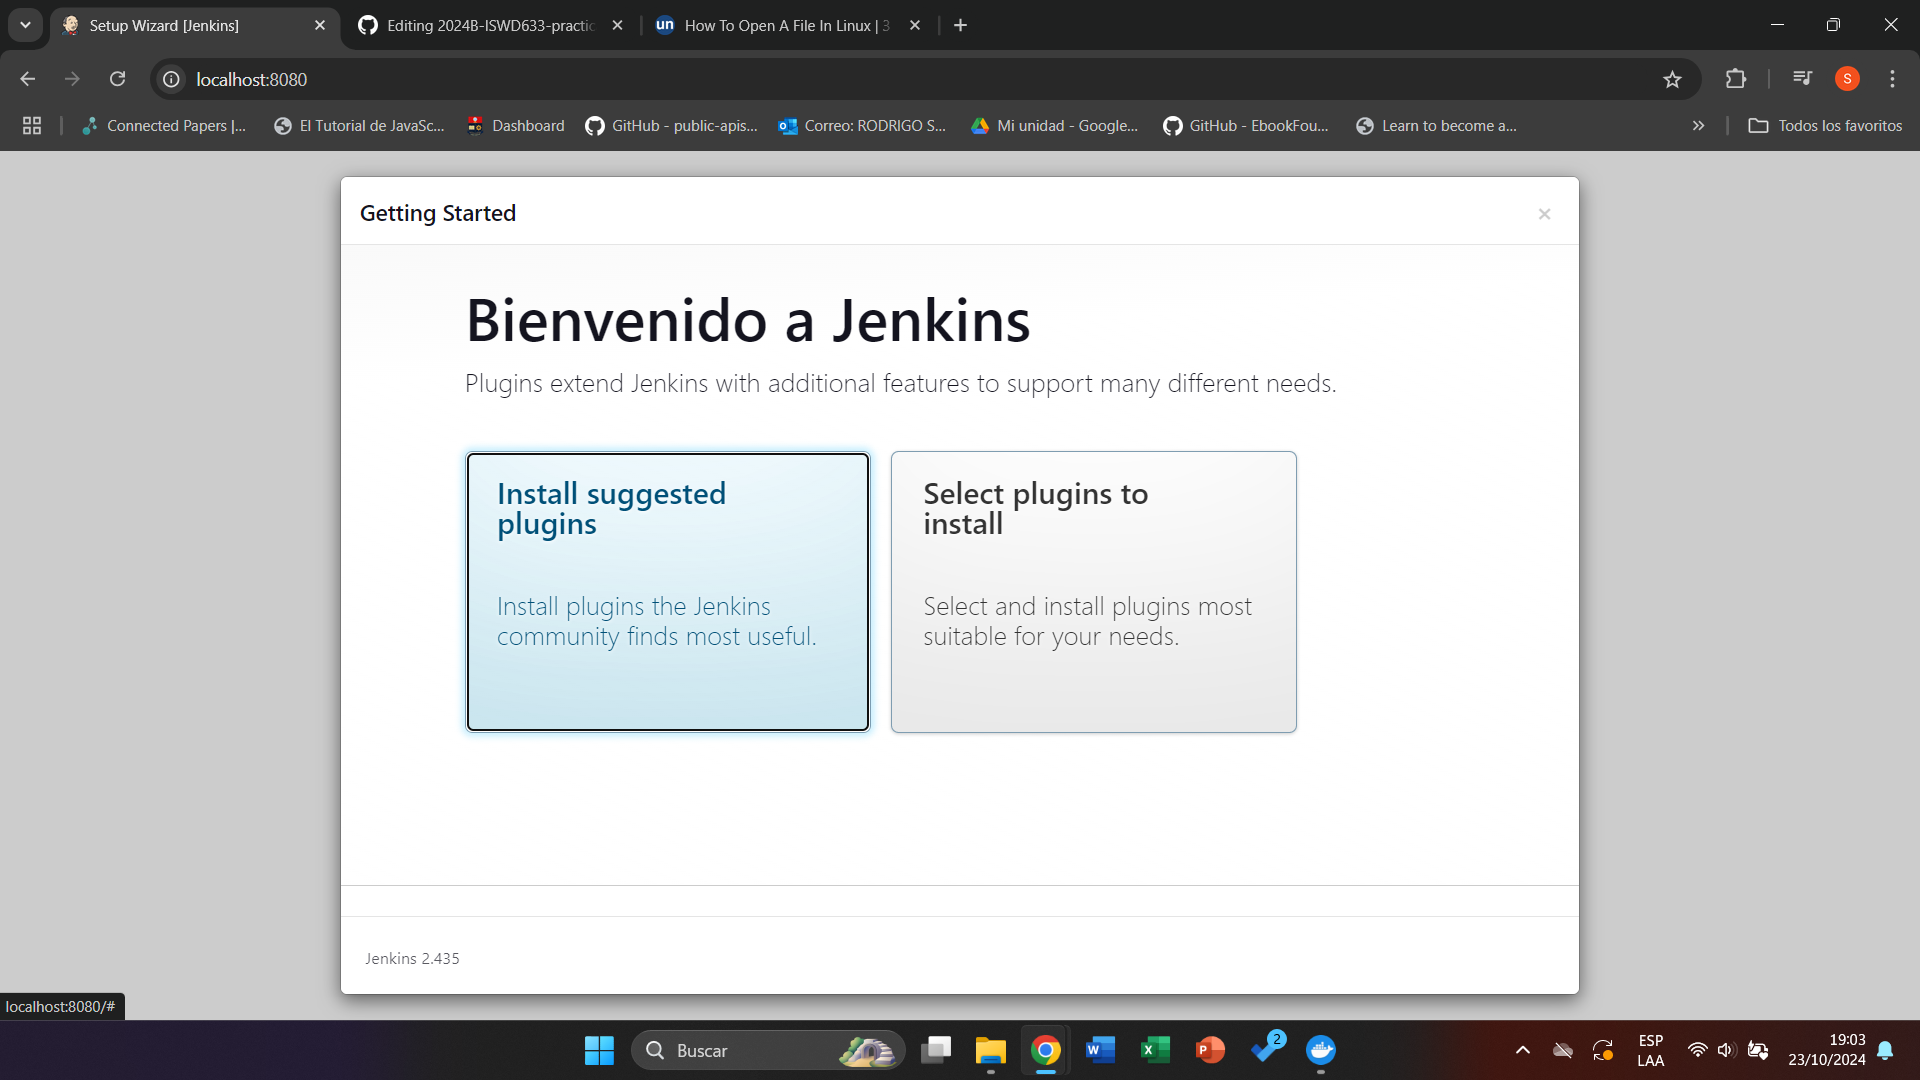 Setup Wizard [Jenkins]
Editing 2024B-ISWD633-practic
un
How To Open A File In Linux | 3
localhost:8080
S
Connected Papers |...
El Tutorial de JavaSc...
Dashboard
GitHub - public-apis...
Correo: RODRIGO S...
Mi unidad - Google...
GitHub - EbookFou...
Learn to become a...
Todos los favoritos
Getting Started
Bienvenido a Jenkins
Plugins extend Jenkins with additional features to support many different needs.
Install suggested
plugins
Install plugins the Jenkins
community finds most useful.
Select plugins to
install
Select and install plugins most
suitable for your needs.
Jenkins 2.435
localhost:8080/#
Buscar
2
ESP
LAA
19:03
23/10/2024